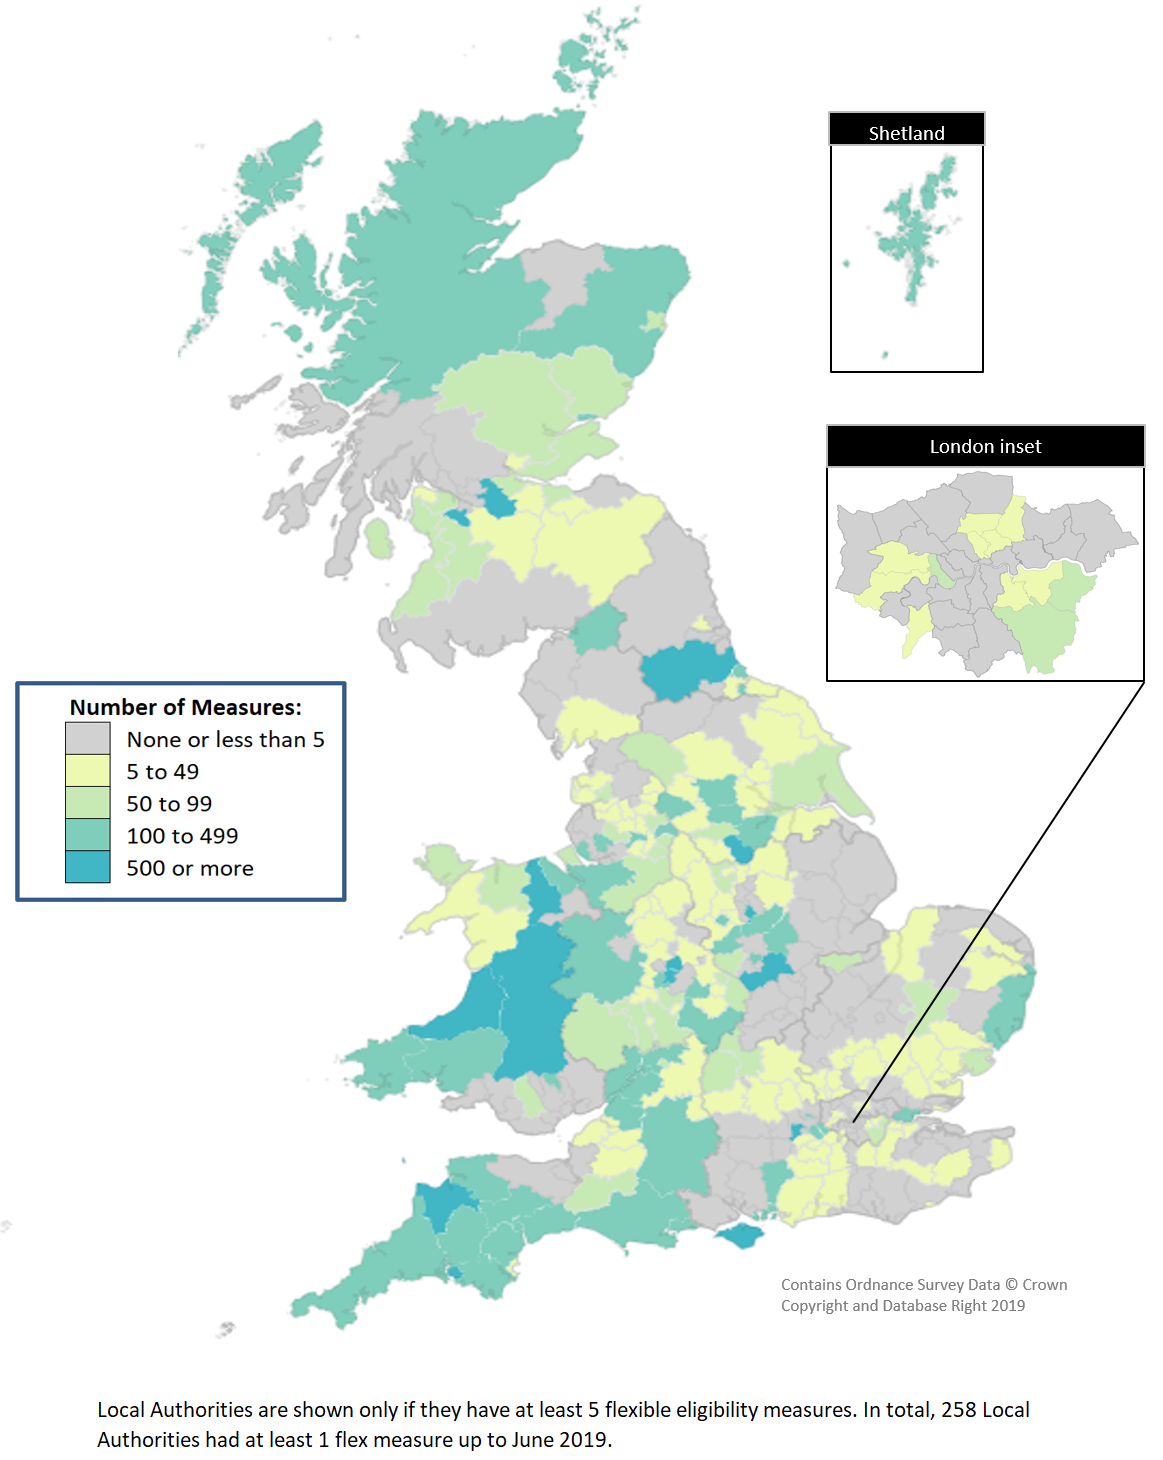 Shetland
London inset
Number of Measures:
None or less than 5
5 to 49
50 to 99
100 to 499
500 or more
Contains Ordnance Survey Data © Crown
Copyright and Database Right 2019
Local Authorities are shown only if they have at least 5 flexible eligibility measures. In total, 258 Local
Authorities had at least 1 flex measure up to June 2019.